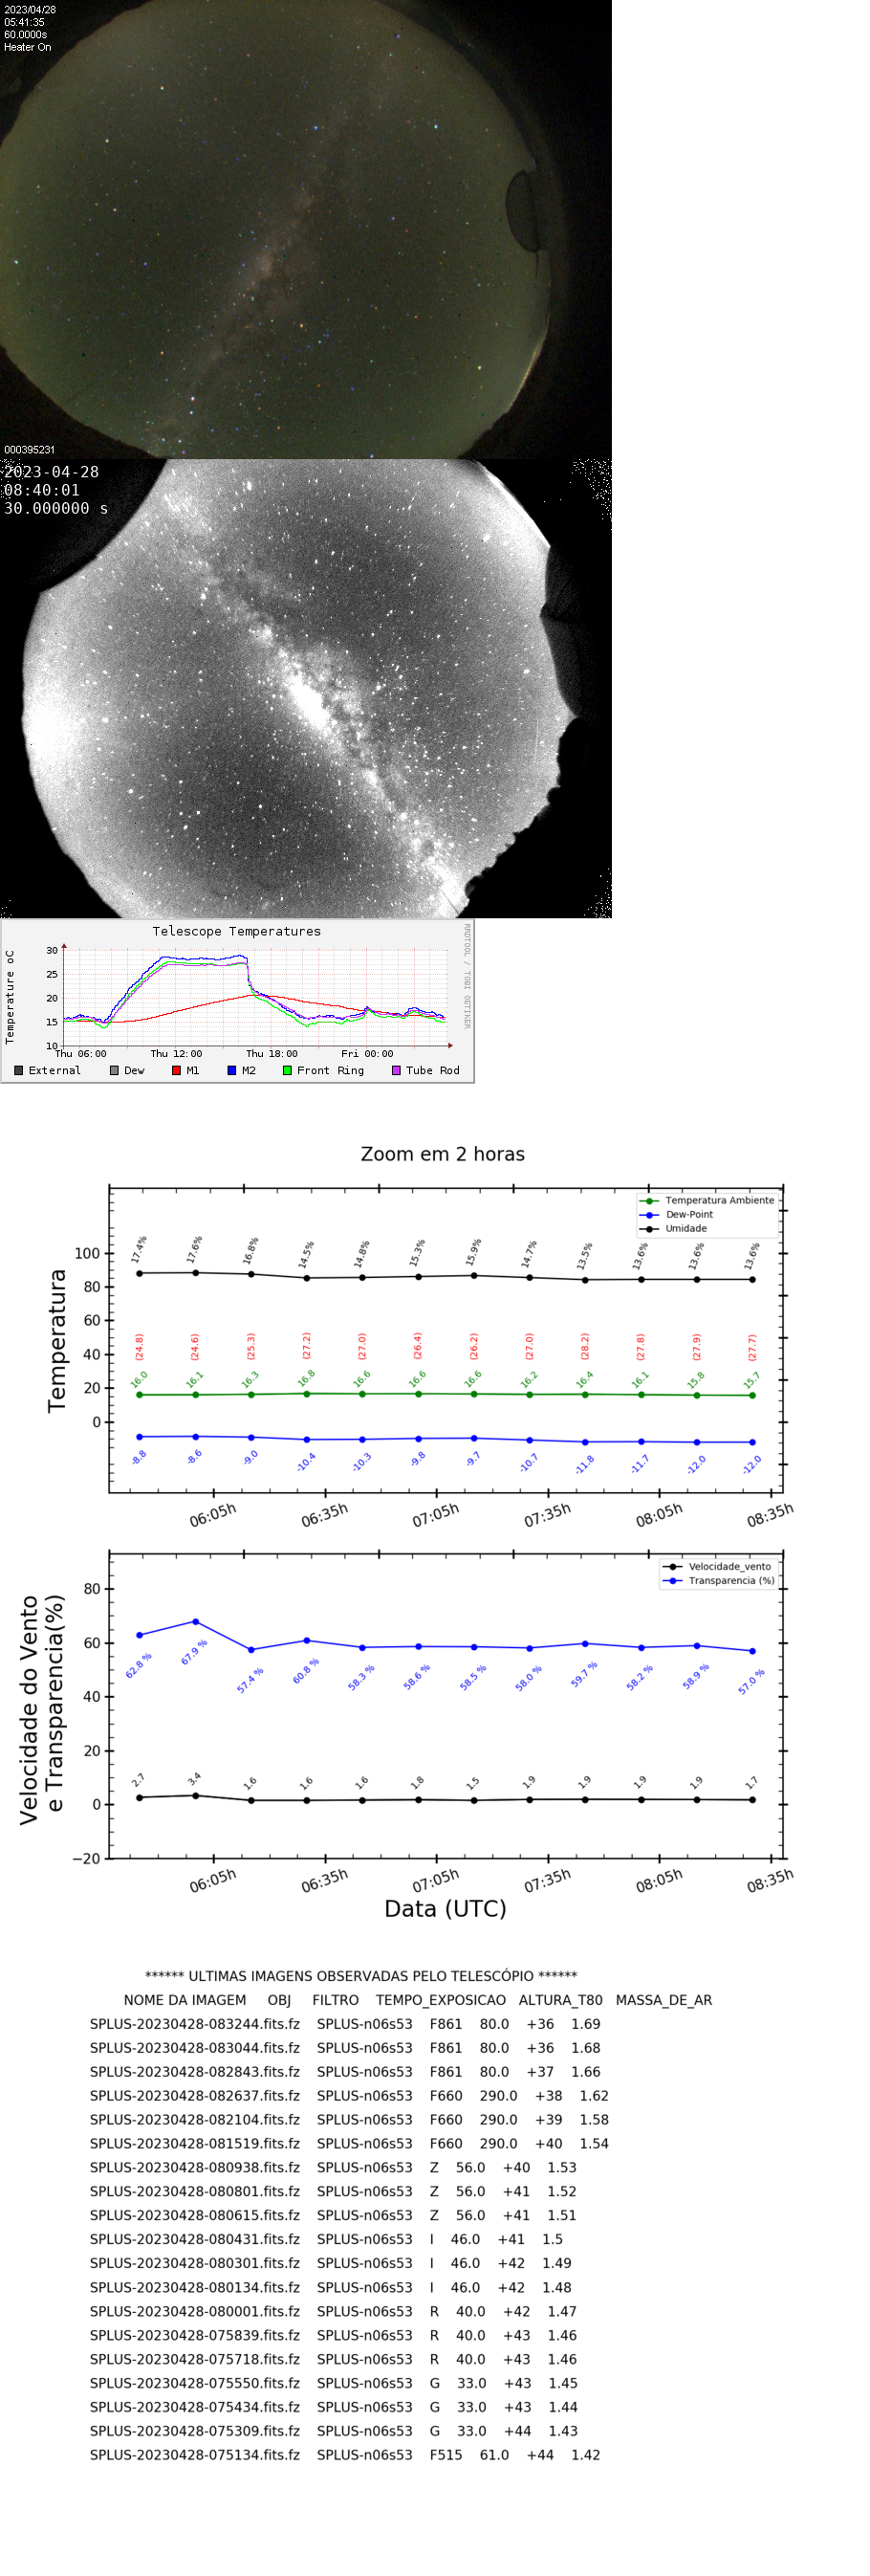 2023/04/28
05:41:35
60.0000s
Heater On
000395231
2023-04-28
08:40:01
30.000000 s
Telescope Temperatures
RRDTOOL / TOBI OETIKER
Temperature oC
30
25
20
15
10
Thu 06:00 Thu 12:00 Thu 18:00 Fri 00:00
External Dew M1 M2 Front Ring Tube Rod
Zoom em 2 horas
Temperatura Ambiente
Dew-Point
Umidade
Temperatura
100
80
60
40
20
0
17.4% 17.6% 16.8% 14.5% 14.8% 15.3% 15.9% 14.7% 13.5% 13.6% 13.6% 13.6%
(24.8) (24.6) (25.3) (27.2) (27.0) (26.4) (26.2) (27.0) (28.2) (27.8) (27.9) (27.7)
16.0 16.1 16.3 16.8 16.6 16.6 16.6 16.2 16.4 16.1 15.8 15.7
-8.8 -8.6 -9.0 -10.4 -10.3 -9.8 -9.7 -10.7 -11.8 -11.7 -12.0 -12.0
06:05h 06:35h 07:05h 07:35h 08:05h 08:35h
Velocidade_vento
Transparencia (%)
Velocidade do Vento
e Transparencia(%)
80
60
40
20
0
−20
62.8 % 67.9 % 57.4 % 60.8 % 58.3 % 58.6 % 58.5 % 58.0 % 59.7 % 58.2 % 58.9 % 57.0 %
2.7 3.4 1.6 1.6 1.6 1.8 1.5 1.9 1.9 1.9 1.9 1.7
06:05h 06:35h 07:05h 07:35h 08:05h 08:35h
Data (UTC)
****** ULTIMAS IMAGENS OBSERVADAS PELO TELESCÓPIO ******
NOME DA IMAGEM OBJ FILTRO TEMPO_EXPOSICAO ALTURA_T80 MASSA_DE_AR
SPLUS-20230428-083244.fits.fz SPLUS-n06s53 F861 80.0 +36 1.69
SPLUS-20230428-083044.fits.fz SPLUS-n06s53 F861 80.0 +36 1.68
SPLUS-20230428-082843.fits.fz SPLUS-n06s53 F861 80.0 +37 1.66
SPLUS-20230428-082637.fits.fz SPLUS-n06s53 F660 290.0 +38 1.62
SPLUS-20230428-082104.fits.fz SPLUS-n06s53 F660 290.0 +39 1.58
SPLUS-20230428-081519.fits.fz SPLUS-n06s53 F660 290.0 +40 1.54
SPLUS-20230428-080938.fits.fz SPLUS-n06s53 Z 56.0 +40 1.53
SPLUS-20230428-080801.fits.fz SPLUS-n06s53 Z 56.0 +41 1.52
SPLUS-20230428-080615.fits.fz SPLUS-n06s53 Z 56.0 +41 1.51
SPLUS-20230428-080431.fits.fz SPLUS-n06s53 I 46.0 +41 1.5
SPLUS-20230428-080301.fits.fz SPLUS-n06s53 I 46.0 +42 1.49
SPLUS-20230428-080134.fits.fz SPLUS-n06s53 I 46.0 +42 1.48
SPLUS-20230428-080001.fits.fz SPLUS-n06s53 R 40.0 +42 1.47
SPLUS-20230428-075839.fits.fz SPLUS-n06s53 R 40.0 +43 1.46
SPLUS-20230428-075718.fits.fz SPLUS-n06s53 R 40.0 +43 1.46
SPLUS-20230428-075550.fits.fz SPLUS-n06s53 G 33.0 +43 1.45
SPLUS-20230428-075434.fits.fz SPLUS-n06s53 G 33.0 +43 1.44
SPLUS-20230428-075309.fits.fz SPLUS-n06s53 G 33.0 +44 1.43
SPLUS-20230428-075134.fits.fz SPLUS-n06s53 F515 61.0 +44 1.42